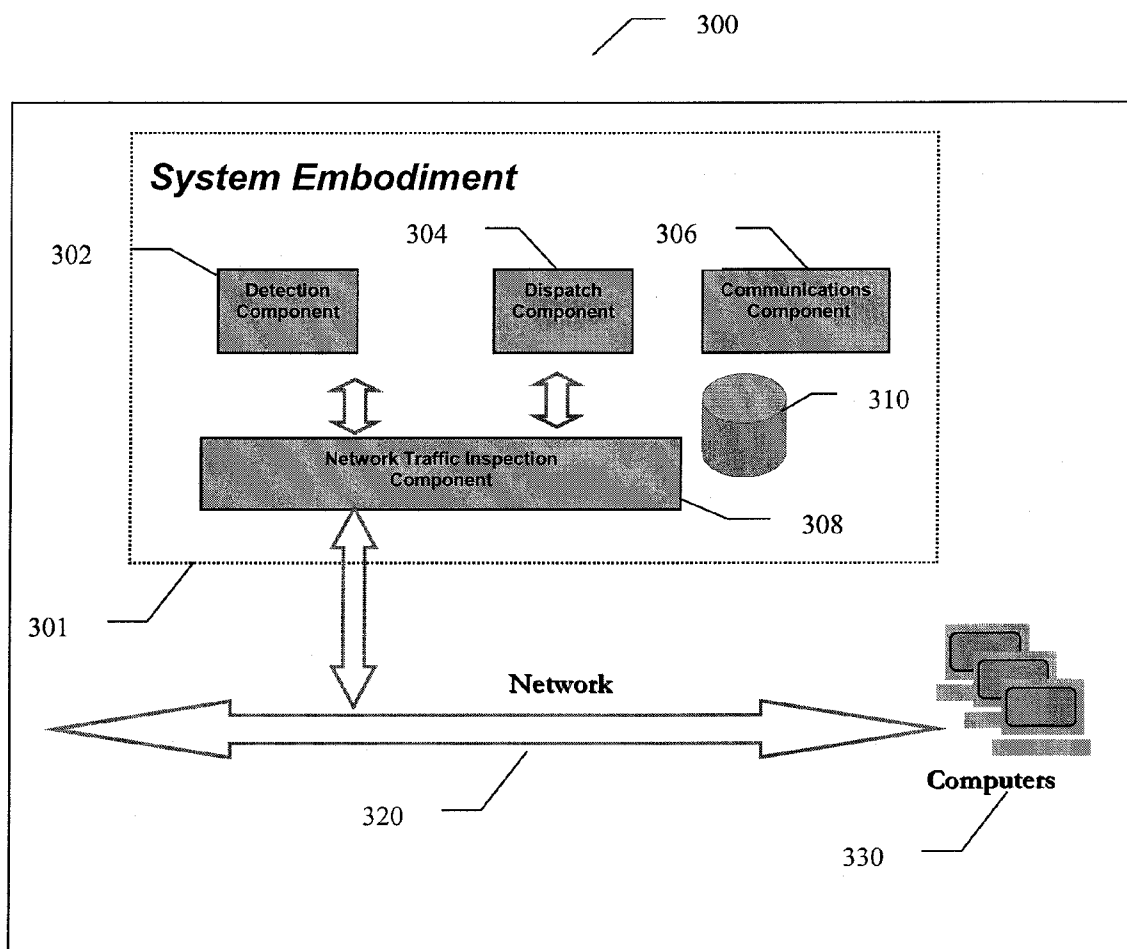 300
System Embodiment
302
304
306
Detection
Component
Dispatch
Component
Communications
Component
310
Network Traffic Inspection
Component
308
301
Network
320
Computers
330